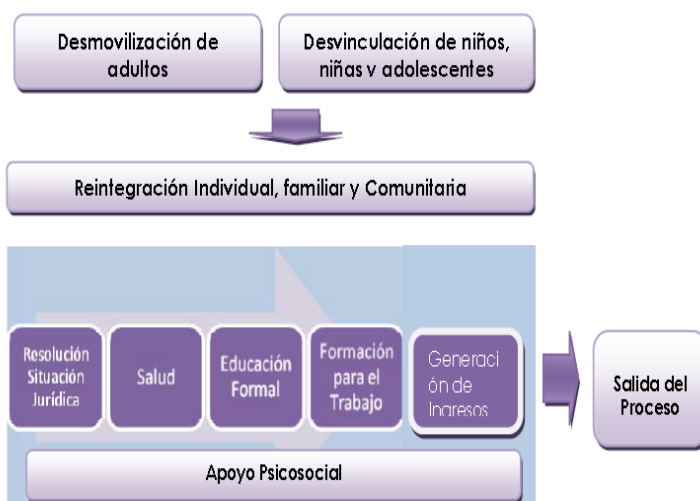 Desmovilización de
adultos
Desvinculación de niños,
niñas y adolescentes
Reintegración Individual, familiar y Comunitaria
Resolución
Situación
Jurídica
Salud
Educación
Formal
Formación
para el
Trabajo
Generaci
ón de
Ingresos
Salida del
Proceso
Apoyo Psicosocial